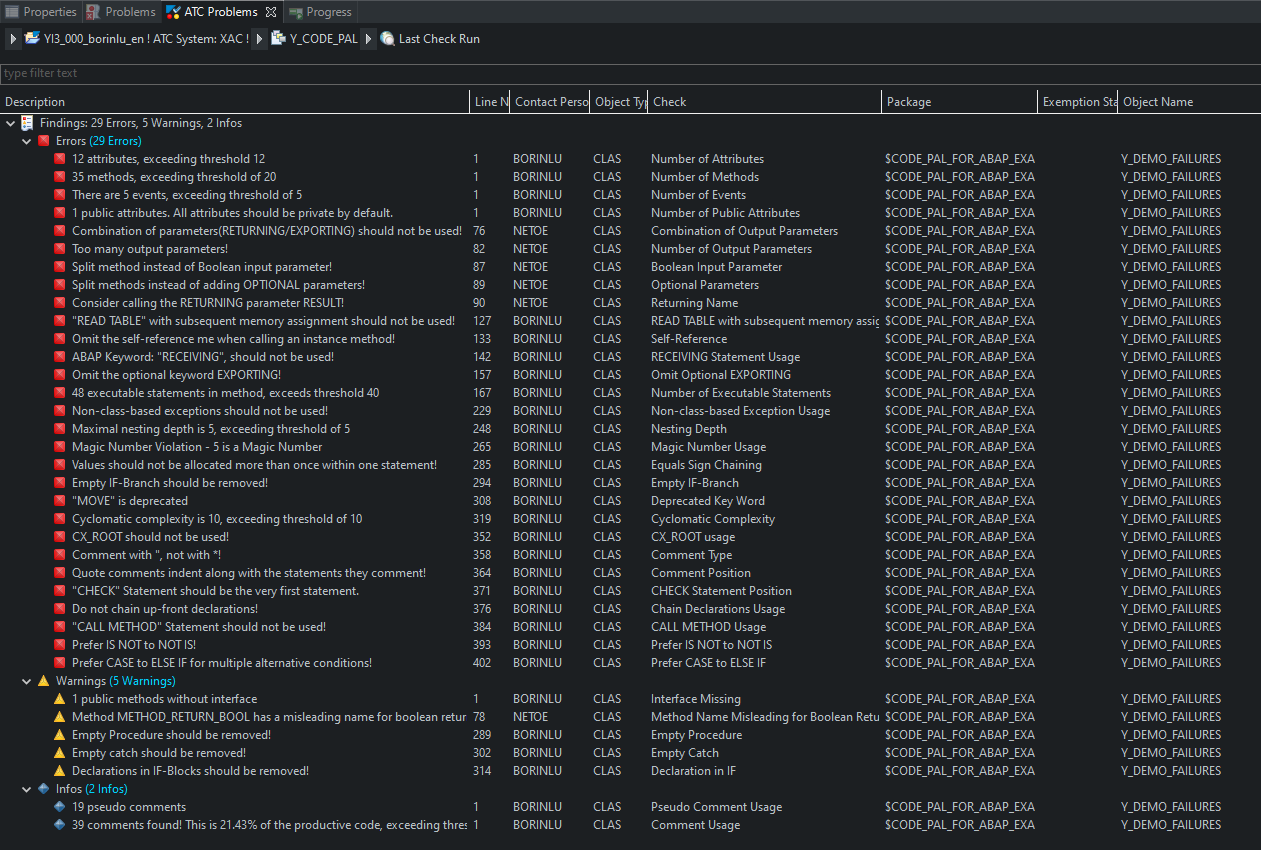 Properties Problems ATC Problems Progress
YI3_000_borinlu_en ! ATC System: XAC ! Y_CODE_PAL Last Check Run
type filter text
Description Line N Contact Perso Object Typ Check Package Exemption Sta Object Name
Findings: 29 Errors, 5 Warnings, 2 Infos
Errors (29 Errors)
12 attributes, exceeding threshold 12 1 BORINLU CLAS Number of Attributes $CODE_PAL_FOR_ABAP_EXA Y_DEMO_FAILURES
35 methods, exceeding threshold of 20 1 BORINLU CLAS Number of Methods $CODE_PAL_FOR_ABAP_EXA Y_DEMO_FAILURES
There are 5 events, exceeding threshold of 5 1 BORINLU CLAS Number of Events $CODE_PAL_FOR_ABAP_EXA Y_DEMO_FAILURES
1 public attributes. All attributes should be private by default. 1 BORINLU CLAS Number of Public Attributes $CODE_PAL_FOR_ABAP_EXA Y_DEMO_FAILURES
Combination of parameters(RETURNING/EXPORTING) should not be used! 76 NETOE CLAS Combination of Output Parameters $CODE_PAL_FOR_ABAP_EXA Y_DEMO_FAILURES
Too many output parameters! 82 NETOE CLAS Number of Output Parameters $CODE_PAL_FOR_ABAP_EXA Y_DEMO_FAILURES
Split method instead of Boolean input parameter! 87 NETOE CLAS Boolean Input Parameter $CODE_PAL_FOR_ABAP_EXA Y_DEMO_FAILURES
Split methods instead of adding OPTIONAL parameters! 89 NETOE CLAS Optional Parameters $CODE_PAL_FOR_ABAP_EXA Y_DEMO_FAILURES
Consider calling the RETURNING parameter RESULT! 90 NETOE CLAS Returning Name $CODE_PAL_FOR_ABAP_EXA Y_DEMO_FAILURES
"READ TABLE" with subsequent memory assignment should not be used! 127 BORINLU CLAS READ TABLE with subsequent memory assig $CODE_PAL_FOR_ABAP_EXA Y_DEMO_FAILURES
Omit the self-reference me when calling an instance method! 133 BORINLU CLAS Self-Reference $CODE_PAL_FOR_ABAP_EXA Y_DEMO_FAILURES
ABAP Keyword: "RECEIVING", should not be used! 142 BORINLU CLAS RECEIVING Statement Usage $CODE_PAL_FOR_ABAP_EXA Y_DEMO_FAILURES
Omit the optional keyword EXPORTING! 157 BORINLU CLAS Omit Optional EXPORTING $CODE_PAL_FOR_ABAP_EXA Y_DEMO_FAILURES
48 executable statements in method, exceeds threshold 40 167 BORINLU CLAS Number of Executable Statements $CODE_PAL_FOR_ABAP_EXA Y_DEMO_FAILURES
Non-class-based exceptions should not be used! 229 BORINLU CLAS Non-class-based Exception Usage $CODE_PAL_FOR_ABAP_EXA Y_DEMO_FAILURES
Maximal nesting depth is 5, exceeding threshold of 5 248 BORINLU CLAS Nesting Depth $CODE_PAL_FOR_ABAP_EXA Y_DEMO_FAILURES
Magic Number Violation - 5 is a Magic Number 265 BORINLU CLAS Magic Number Usage $CODE_PAL_FOR_ABAP_EXA Y_DEMO_FAILURES
Values should not be allocated more than once within one statement! 285 BORINLU CLAS Equals Sign Chaining $CODE_PAL_FOR_ABAP_EXA Y_DEMO_FAILURES
Empty IF-Branch should be removed! 294 BORINLU CLAS Empty IF-Branch $CODE_PAL_FOR_ABAP_EXA Y_DEMO_FAILURES
"MOVE" is deprecated 308 BORINLU CLAS Deprecated Key Word $CODE_PAL_FOR_ABAP_EXA Y_DEMO_FAILURES
Cyclomatic complexity is 10, exceeding threshold of 10 319 BORINLU CLAS Cyclomatic Complexity $CODE_PAL_FOR_ABAP_EXA Y_DEMO_FAILURES
CX_ROOT should not be used! 352 BORINLU CLAS CX_ROOT usage $CODE_PAL_FOR_ABAP_EXA Y_DEMO_FAILURES
Comment with ", not with *! 358 BORINLU CLAS Comment Type $CODE_PAL_FOR_ABAP_EXA Y_DEMO_FAILURES
Quote comments indent along with the statements they comment! 364 BORINLU CLAS Comment Position $CODE_PAL_FOR_ABAP_EXA Y_DEMO_FAILURES
"CHECK" Statement should be the very first statement. 371 BORINLU CLAS CHECK Statement Position $CODE_PAL_FOR_ABAP_EXA Y_DEMO_FAILURES
Do not chain up-front declarations! 376 BORINLU CLAS Chain Declarations Usage $CODE_PAL_FOR_ABAP_EXA Y_DEMO_FAILURES
"CALL METHOD" Statement should not be used! 384 BORINLU CLAS CALL METHOD Usage $CODE_PAL_FOR_ABAP_EXA Y_DEMO_FAILURES
Prefer IS NOT to NOT IS! 393 BORINLU CLAS Prefer IS NOT to NOT IS $CODE_PAL_FOR_ABAP_EXA Y_DEMO_FAILURES
Prefer CASE to ELSE IF for multiple alternative conditions! 402 BORINLU CLAS Prefer CASE to ELSE IF $CODE_PAL_FOR_ABAP_EXA Y_DEMO_FAILURES
Warnings (5 Warnings)
1 public methods without interface 1 BORINLU CLAS Interface Missing $CODE_PAL_FOR_ABAP_EXA Y_DEMO_FAILURES
Method METHOD_RETURN_BOOL has a misleading name for boolean retur 78 NETOE CLAS Method Name Misleading for Boolean Retu $CODE_PAL_FOR_ABAP_EXA Y_DEMO_FAILURES
Empty Procedure should be removed! 289 BORINLU CLAS Empty Procedure $CODE_PAL_FOR_ABAP_EXA Y_DEMO_FAILURES
Empty catch should be removed! 302 BORINLU CLAS Empty Catch $CODE_PAL_FOR_ABAP_EXA Y_DEMO_FAILURES
Declarations in IF-Blocks should be removed! 314 BORINLU CLAS Declaration in IF $CODE_PAL_FOR_ABAP_EXA Y_DEMO_FAILURES
Infos (2 Infos)
19 pseudo comments 1 BORINLU CLAS Pseudo Comment Usage $CODE_PAL_FOR_ABAP_EXA Y_DEMO_FAILURES
39 comments found! This is 21.43% of the productive code, exceeding thres 1 BORINLU CLAS Comment Usage $CODE_PAL_FOR_ABAP_EXA Y_DEMO_FAILURES